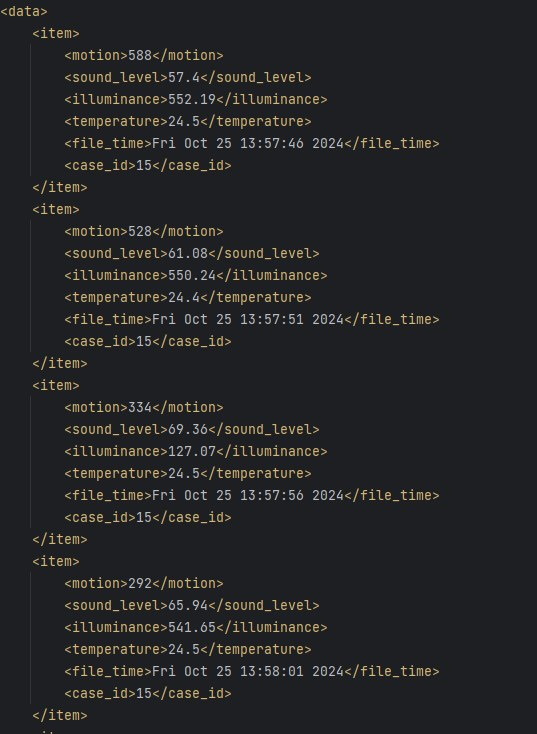 <data>
<item>
<motion>588</motion>
<sound_level>57.4</sound_level>
<illuminance>552.19</illuminance>
<temperature>24.5</temperature>
<file_time>Fri Oct 25 13:57:46 2024</file_time>
<case_id>15</case_id>
</item>
<item>
<motion>528</motion>
<sound_level>61.08</sound_level>
<illuminance>550.24</illuminance>
<temperature>24.4</temperature>
<file_time>Fri Oct 25 13:57:51 2024</file_time>
<case_id>15</case_id>
</item>
<item>
<motion>334</motion>
<sound_level>69.36</sound_level>
<illuminance>127.07</illuminance>
<temperature>24.5</temperature>
<file_time>Fri Oct 25 13:57:56 2024</file_time>
<case_id>15</case_id>
</item>
<item>
<motion>292</motion>
<sound_level>65.94</sound_level>
<illuminance>541.65</illuminance>
<temperature>24.5</temperature>
<file_time>Fri Oct 25 13:58:01 2024</file_time>
<case_id>15</case_id>
</item>